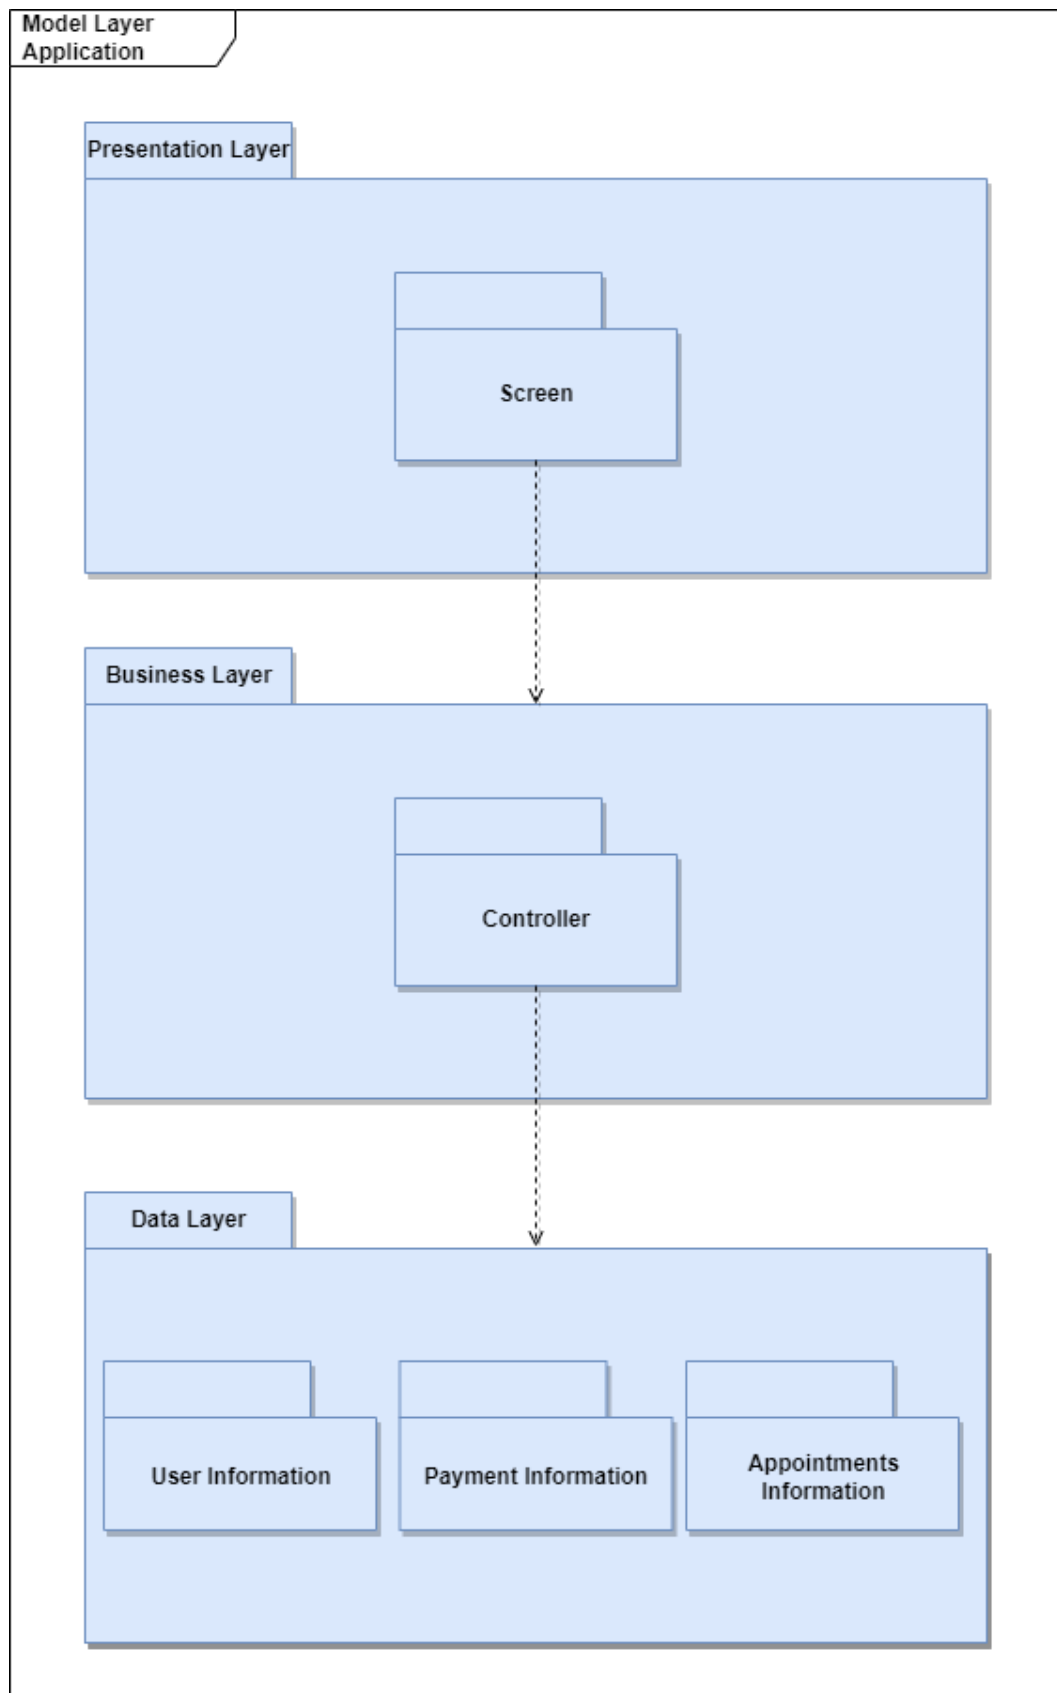 Model Layer
Application
Presentation Layer
Screen
Business Layer
Controller
Data Layer
User Information
Payment Information
Appointments
Information